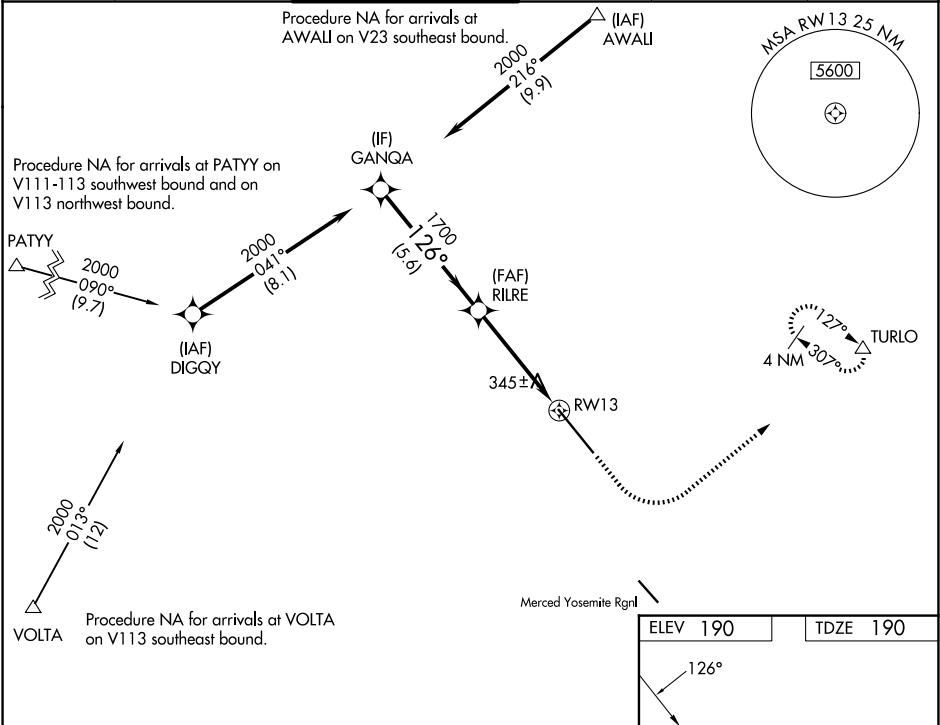 Procedure NA for arrivals at
AWALI on V23 southeast bound.
(IAF)
AWALI
2000
216°
(9.9)
MSA RW13 25 NM
5600
(IF)
GANQA
Procedure NA for arrivals at PATYY on
V111-113 southwest bound and on
V113 northwest bound.
PATYY
2000
090°
(9.7)
2000
041°
(8.1)
1700
126°
(5.6)
(FAF)
RILRE
(IAF)
DIGQY
127°
TURLO
4 NM
307°
345±
RW13
2000
013°
(12)
VOLTA
Procedure NA for arrivals at VOLTA
on V113 southeast bound.
Merced Yosemite Rgnl
ELEV 190
TDZE 190
126°